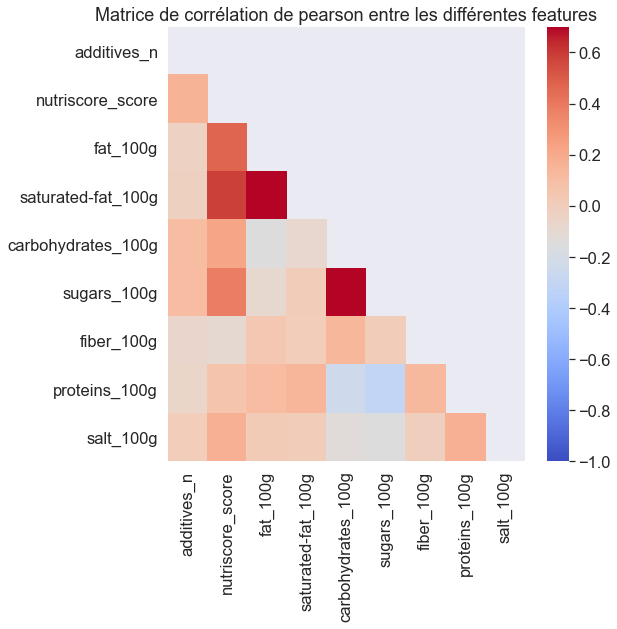 Matrice de corrélation de pearson entre les différentes features
additives_n
nutriscore_score
fat_100g
saturated-fat_100g
carbohydrates_100g
sugars_100g
fiber_100g
proteins_100g
salt_100g
additives_n
nutriscore_score
fat_100g
saturated-fat_100g
carbohydrates_100g
sugars_100g
fiber_100g
proteins_100g
salt_100g
0.6
0.4
0.2
0.0
−0.2
−0.4
−0.6
−0.8
−1.0